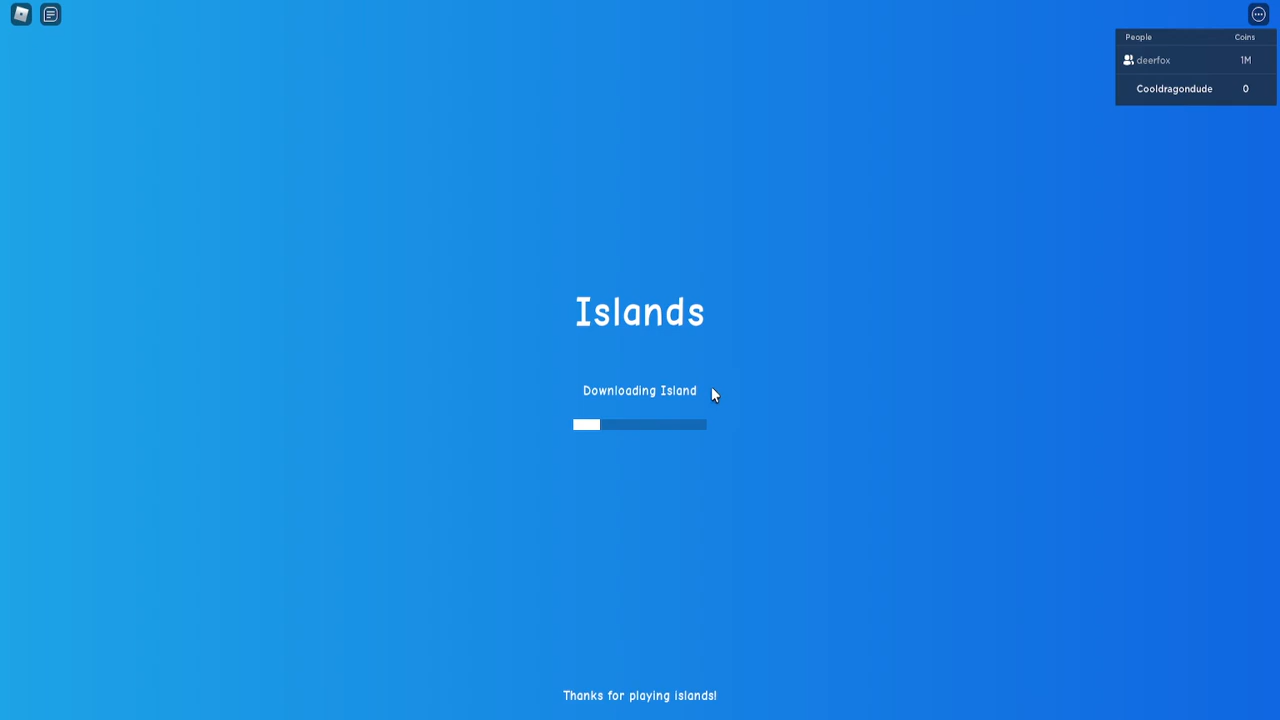 People Coins
deerfox 1M
Cooldragondude 0
Islands
Downloading Island
Thanks for playing islands!